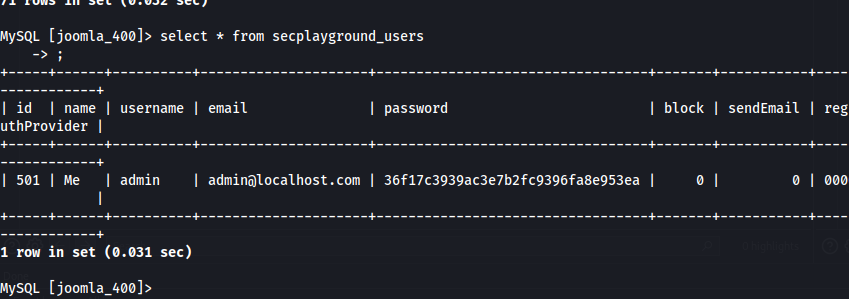 71 rows in set (0.032 sec)
MySQL [joomla_400]> select * from secplayground_users
    -> ;
+-----+------+----------+---------------------+----------------------------------+-------+-----------+----
------------+
| id  | name | username | email               | password                         | block | sendEmail | reg
uthProvider |
+-----+------+----------+---------------------+----------------------------------+-------+-----------+----
------------+
| 501 | Me   | admin    | admin@localhost.com | 36f17c3939ac3e7b2fc9396fa8e953ea |     0 |         0 | 000
            |
+-----+------+----------+---------------------+----------------------------------+-------+-----------+----
------------+
1 row in set (0.031 sec)
MySQL [joomla_400]>